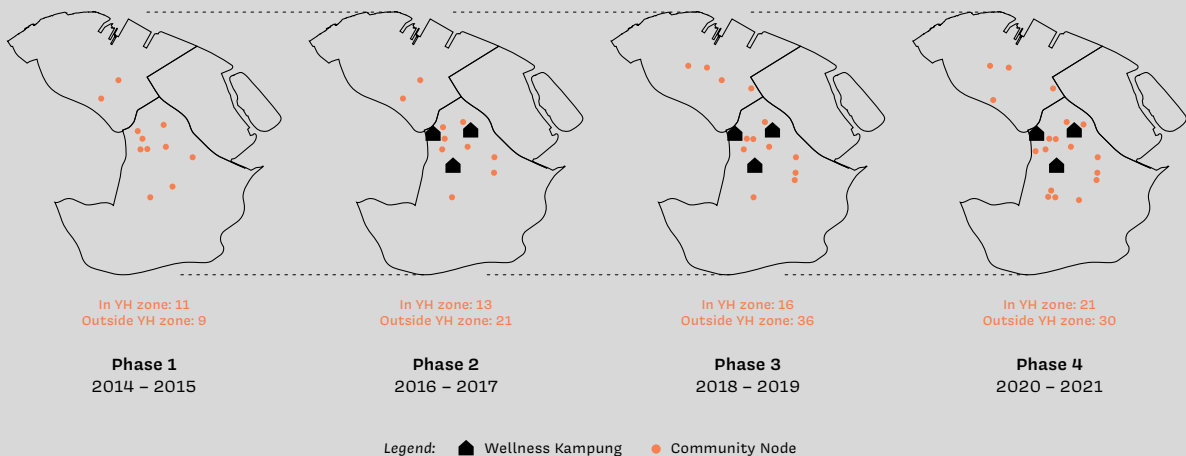 In YH zone: 11
Outside YH zone: 9
Phase 1
2014 – 2015
In YH zone: 13
Outside YH zone: 21
Phase 2
2016 – 2017
In YH zone: 16
Outside YH zone: 36
Phase 3
2018 – 2019
In YH zone: 21
Outside YH zone: 30
Phase 4
2020 – 2021
Legend: Wellness Kampung Community Node